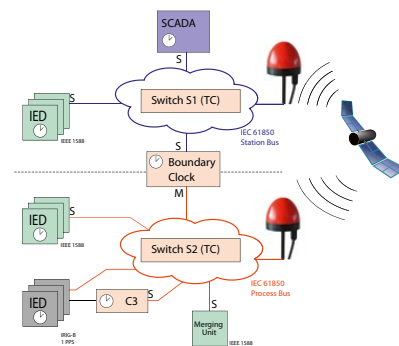 SCADA
S
Switch S1 (TC)
S
IED
IEEE 1588
IEC 61850
Station Bus
S
Boundary
Clock
M
S
IED
IEEE 1588
Switch S2 (TC)
IEC 61850
Process Bus
IED
C3
S
S
IRIG-B
1 PPS
Merging
Unit
IEEE 1588